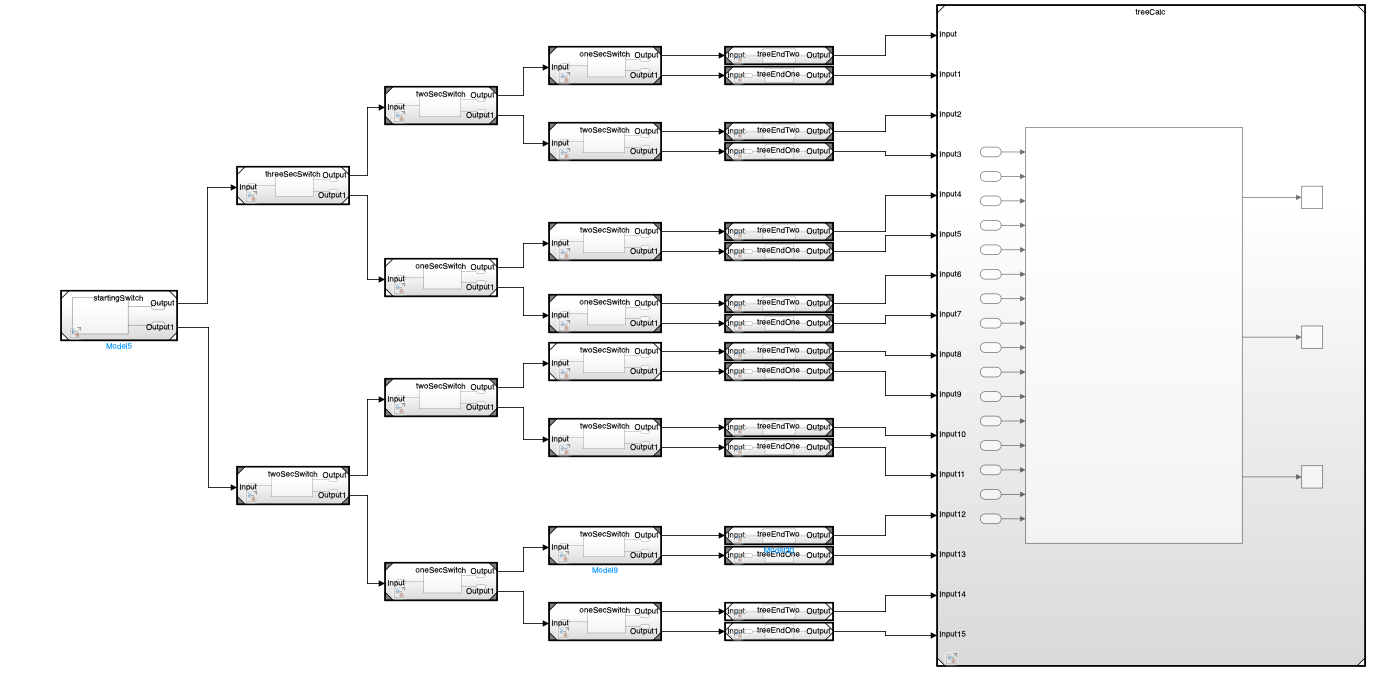 treeCalc
startingSwitch
Output
Output1
Model5
Input
threeSecSwitch
Output
Output1
Input
twoSecSwitch
Output
Output1
Input
twoSecSwitch
Output
Output1
Input
oneSecSwitch
Output
Output1
Input
twoSecSwitch
Output
Output1
Input
oneSecSwitch
Output
Output1
Input
oneSecSwitch
Output
Output1
Input
twoSecSwitch
Output
Output1
Input
twoSecSwitch
Output
Output1
Input
oneSecSwitch
Output
Output1
Input
twoSecSwitch
Output
Output1
Input
twoSecSwitch
Output
Output1
Input
twoSecSwitch
Output
Output1
Model9
Input
oneSecSwitch
Output
Output1
Input treeEndTwo Output
Input treeEndOne Output
Input treeEndTwo Output
Input treeEndOne Output
Input treeEndTwo Output
Input treeEndOne Output
Input treeEndTwo Output
Input treeEndOne Output
Input treeEndTwo Output
Input treeEndOne Output
Input treeEndTwo Output
Input treeEndOne Output
Input treeEndTwo Output
Input treeEndOne Output
Input treeEndTwo Output
Input treeEndOne Output
Input
Input1
Input2
Input3
Input4
Input5
Input6
Input7
Input8
Input9
Input10
Input11
Input12
Input13
Input14
Input15